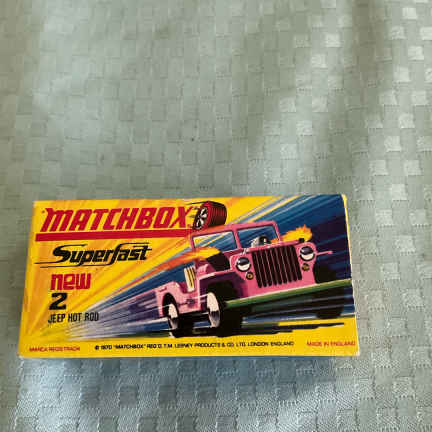 MATCHBOX
Superfast
new
2
JEEP HOT ROD
MARCA REGISTRADA © 1970 "MATCHBOX" REG'D. T.M. LESNEY PRODUCTS & CO. LTD. LONDON ENGLAND MADE IN ENGLAND